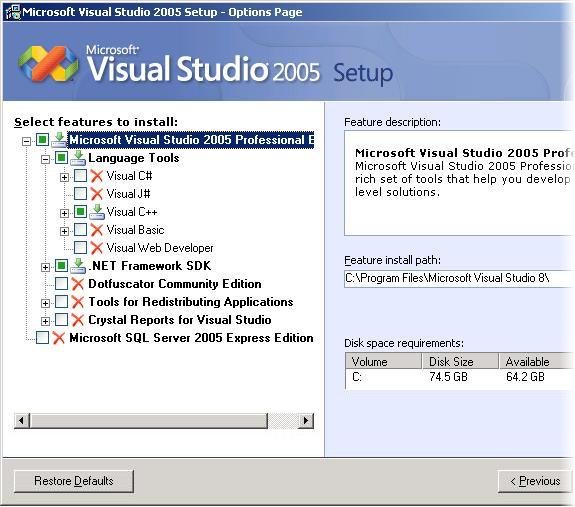 Microsoft Visual Studio 2005 Setup - Options Page
Microsoft®
Visual Studio 2005 Setup
Select features to install:
Microsoft Visual Studio 2005 Professional E
Language Tools
Visual C#
Visual J#
Visual C++
Visual Basic
Visual Web Developer
.NET Framework SDK
Dotfuscator Community Edition
Tools for Redistributing Applications
Crystal Reports for Visual Studio
Microsoft SQL Server 2005 Express Edition
Feature description:
Microsoft Visual Studio 2005 Prof
Microsoft Visual Studio 2005 Professio
rich set of tools that help you develop
level solutions.
Feature install path:
C:\Program Files\Microsoft Visual Studio 8\
Disk space requirements:
Volume Disk Size Available
C: 74.5 GB 64.2 GB
Restore Defaults
< Previous